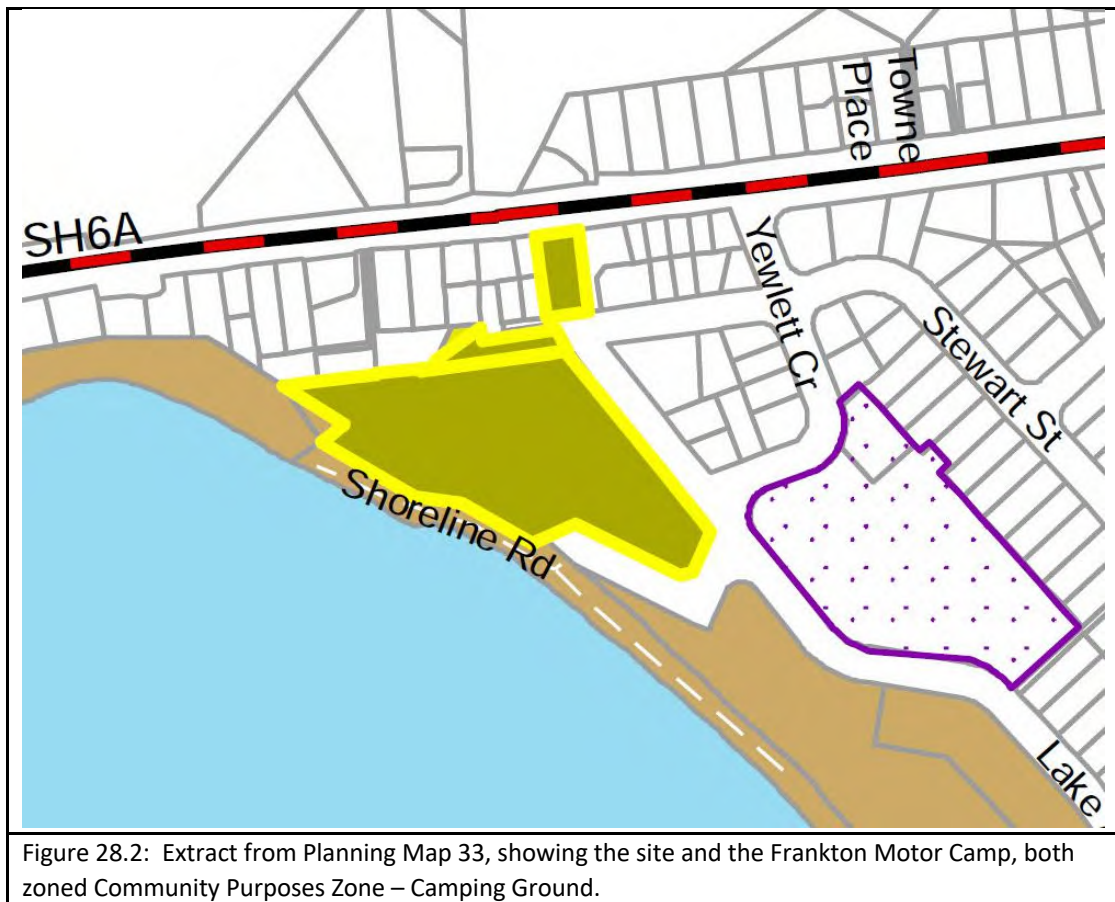 Towne
Place
SH6A
Yewlett Cr
Stewart St
Shoreline Rd
Lake
Figure 28.2: Extract from Planning Map 33, showing the site and the Frankton Motor Camp, both
zoned Community Purposes Zone – Camping Ground.